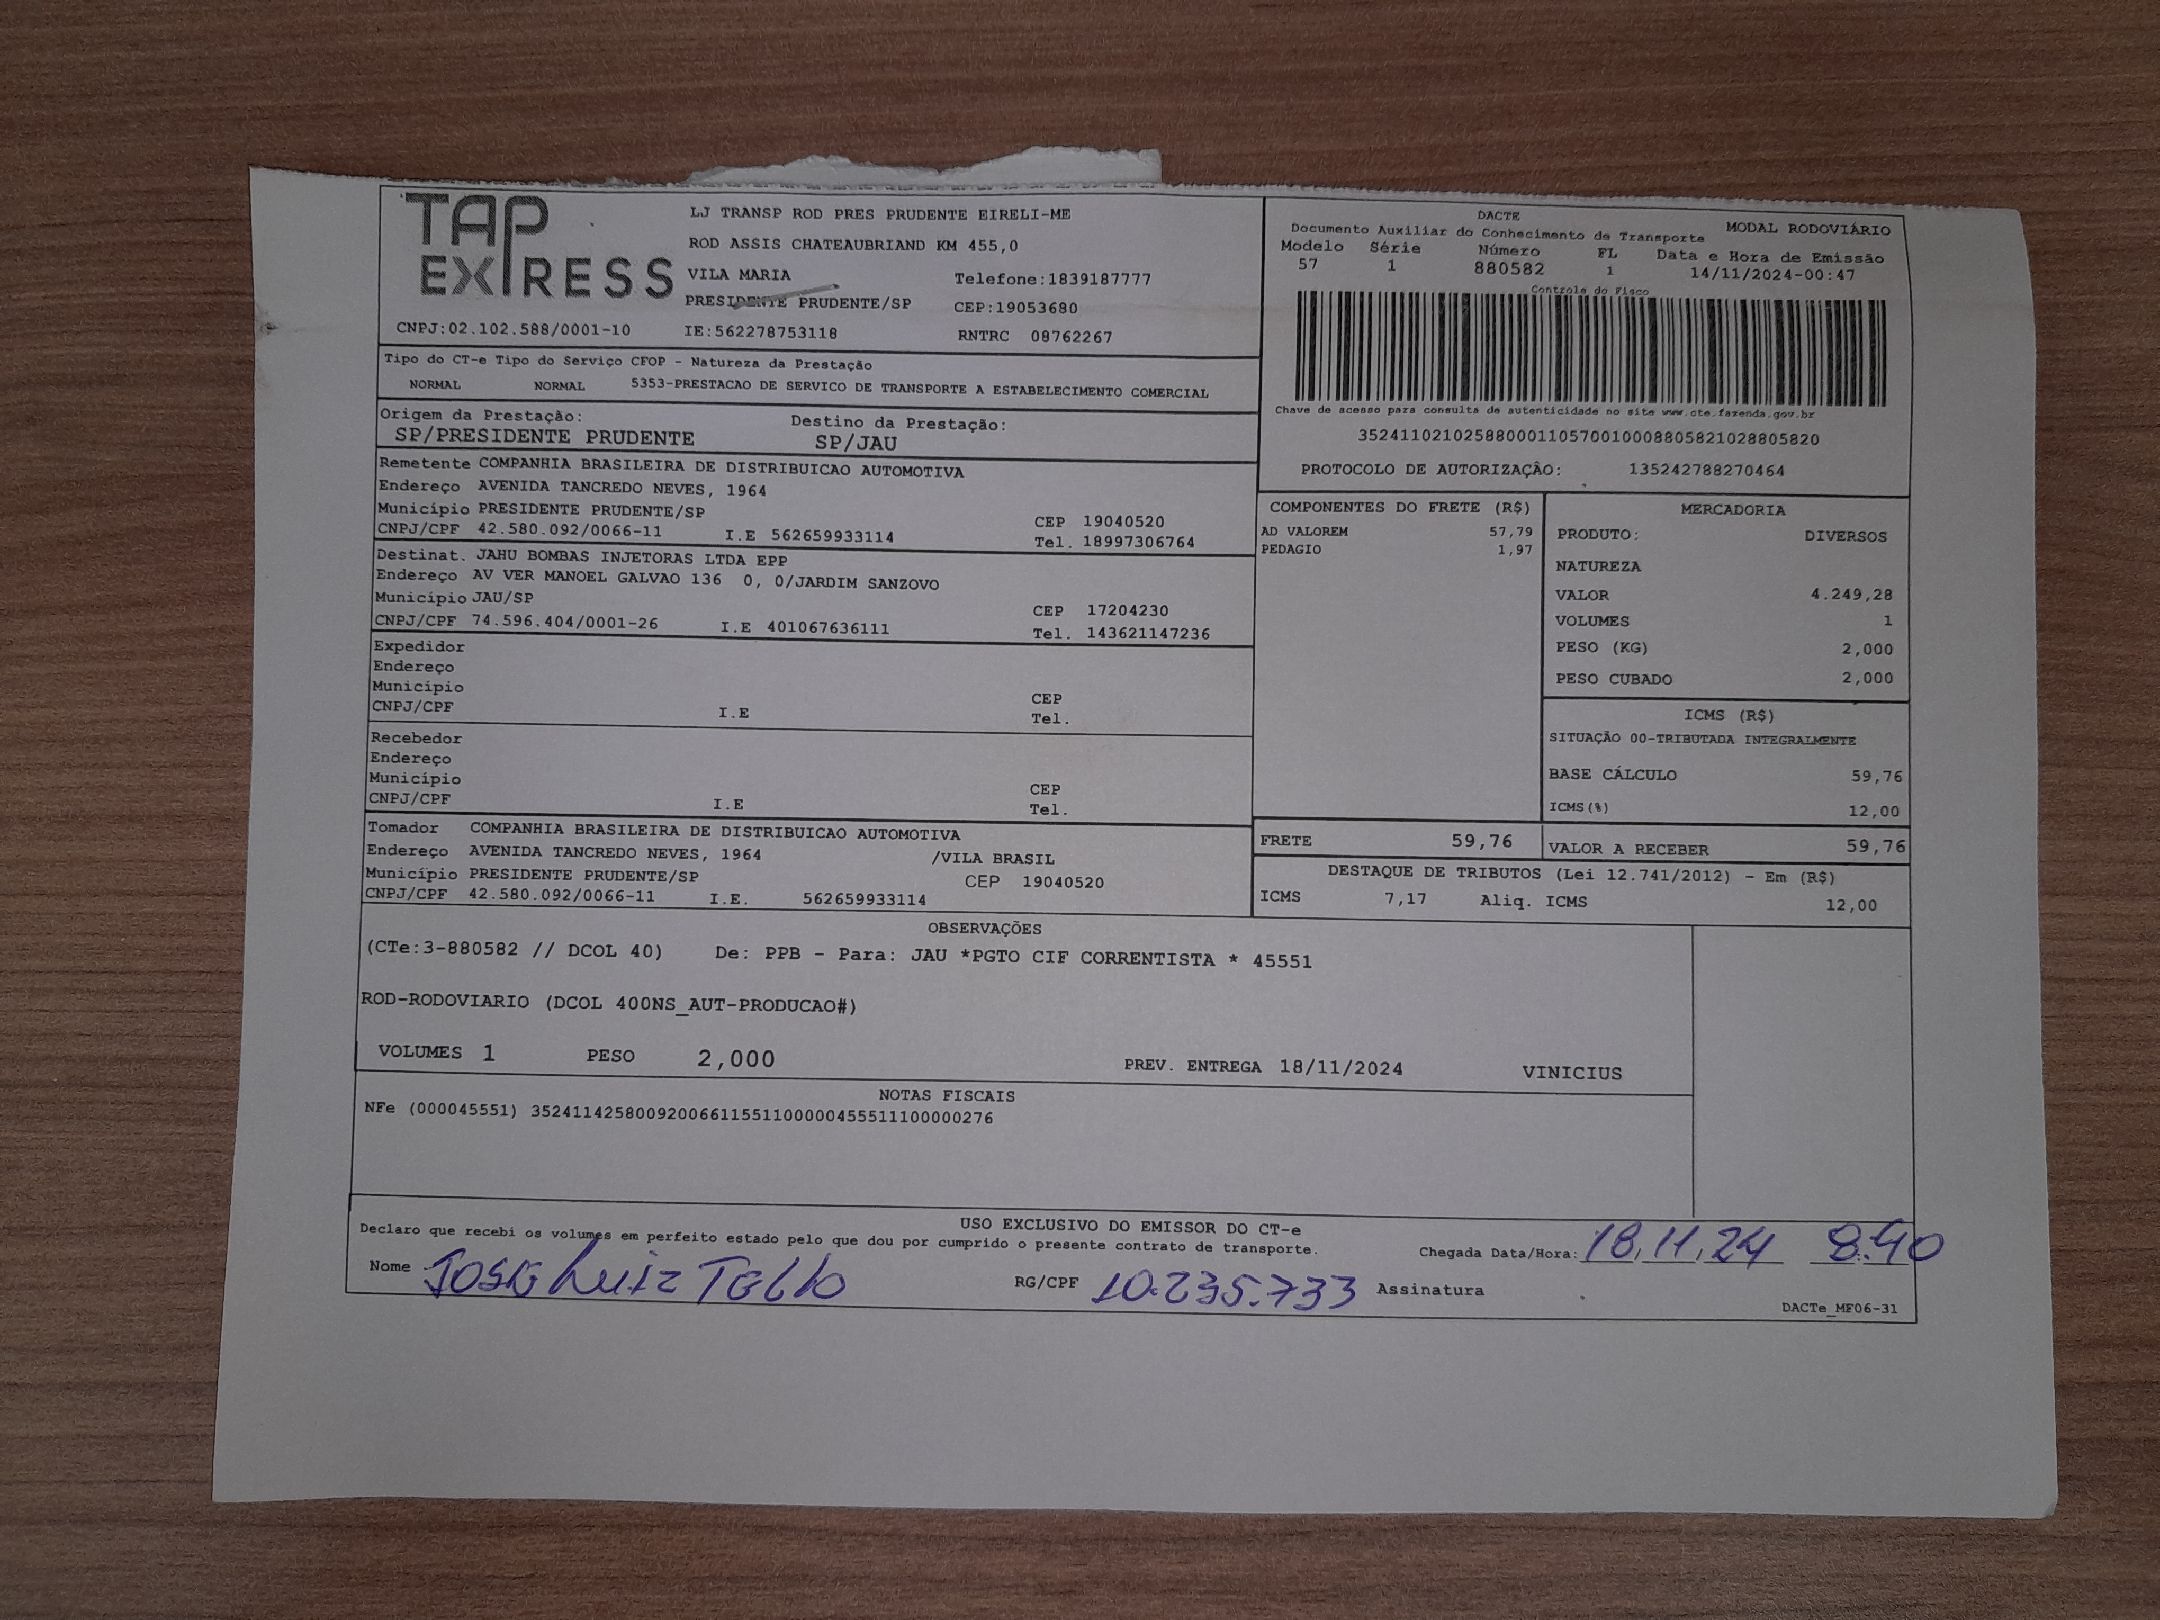 TAP EXPRESS
LJ TRANSP ROD PRES PRUDENTE EIRELI-ME
ROD ASSIS CHATEAUBRIAND KM 455,0
VILA MARIA Telefone:1839187777
PRESIDENTE PRUDENTE/SP CEP:19053680
CNPJ:02.102.588/0001-10 IE:562278753118 RNTRC 08762267
DACTE
Documento Auxiliar do Conhecimento de Transporte MODAL RODOVIÁRIO
Modelo Série Número FL Data e Hora de Emissão
57 1 880582 1 14/11/2024-00:47
Controle do Fisco
Chave de acesso para consulta de autenticidade no site www.cte.fazenda.gov.br
35241102102588000110570010008805821028805820
PROTOCOLO DE AUTORIZAÇÃO: 135242788270464
Tipo do CT-e Tipo do Serviço CFOP - Natureza da Prestação
NORMAL NORMAL 5353-PRESTACAO DE SERVICO DE TRANSPORTE A ESTABELECIMENTO COMERCIAL
Origem da Prestação: Destino da Prestação:
SP/PRESIDENTE PRUDENTE SP/JAU
Remetente COMPANHIA BRASILEIRA DE DISTRIBUICAO AUTOMOTIVA
Endereço AVENIDA TANCREDO NEVES, 1964
Município PRESIDENTE PRUDENTE/SP CEP 19040520
CNPJ/CPF 42.580.092/0066-11 I.E 562659933114 Tel. 18997306764
Destinat. JAHU BOMBAS INJETORAS LTDA EPP
Endereço AV VER MANOEL GALVAO 136 0, 0/JARDIM SANZOVO
Município JAU/SP CEP 17204230
CNPJ/CPF 74.596.404/0001-26 I.E 401067636111 Tel. 143621147236
Expedidor
Endereço
Município CEP
CNPJ/CPF I.E Tel.
Recebedor
Endereço
Município CEP
CNPJ/CPF I.E Tel.
Tomador COMPANHIA BRASILEIRA DE DISTRIBUICAO AUTOMOTIVA
Endereço AVENIDA TANCREDO NEVES, 1964 /VILA BRASIL
Município PRESIDENTE PRUDENTE/SP CEP 19040520
CNPJ/CPF 42.580.092/0066-11 I.E. 562659933114
COMPONENTES DO FRETE (R$)
AD VALOREM 57,79
PEDAGIO 1,97
MERCADORIA
PRODUTO: DIVERSOS
NATUREZA
VALOR 4.249,28
VOLUMES 1
PESO (KG) 2,000
PESO CUBADO 2,000
ICMS (R$)
SITUAÇÃO 00-TRIBUTADA INTEGRALMENTE
BASE CÁLCULO 59,76
ICMS(%) 12,00
FRETE 59,76 VALOR A RECEBER 59,76
DESTAQUE DE TRIBUTOS (Lei 12.741/2012) - Em (R$)
ICMS 7,17 Aliq. ICMS 12,00
OBSERVAÇÕES
(CTe:3-880582 // DCOL 40) De: PPB - Para: JAU *PGTO CIF CORRENTISTA * 45551
ROD-RODOVIARIO (DCOL 400NS_AUT-PRODUCAO#)
VOLUMES 1 PESO 2,000 PREV. ENTREGA 18/11/2024 VINICIUS
NOTAS FISCAIS
NFe (000045551) 35241142580092006611551100000455511100000276
USO EXCLUSIVO DO EMISSOR DO CT-e
Declaro que recebi os volumes em perfeito estado pelo que dou por cumprido o presente contrato de transporte. Chegada Data/Hora: 18.11.24 8:40
Nome Jose Luiz Tello RG/CPF 10.235.733 Assinatura
DACTe_MF06-31